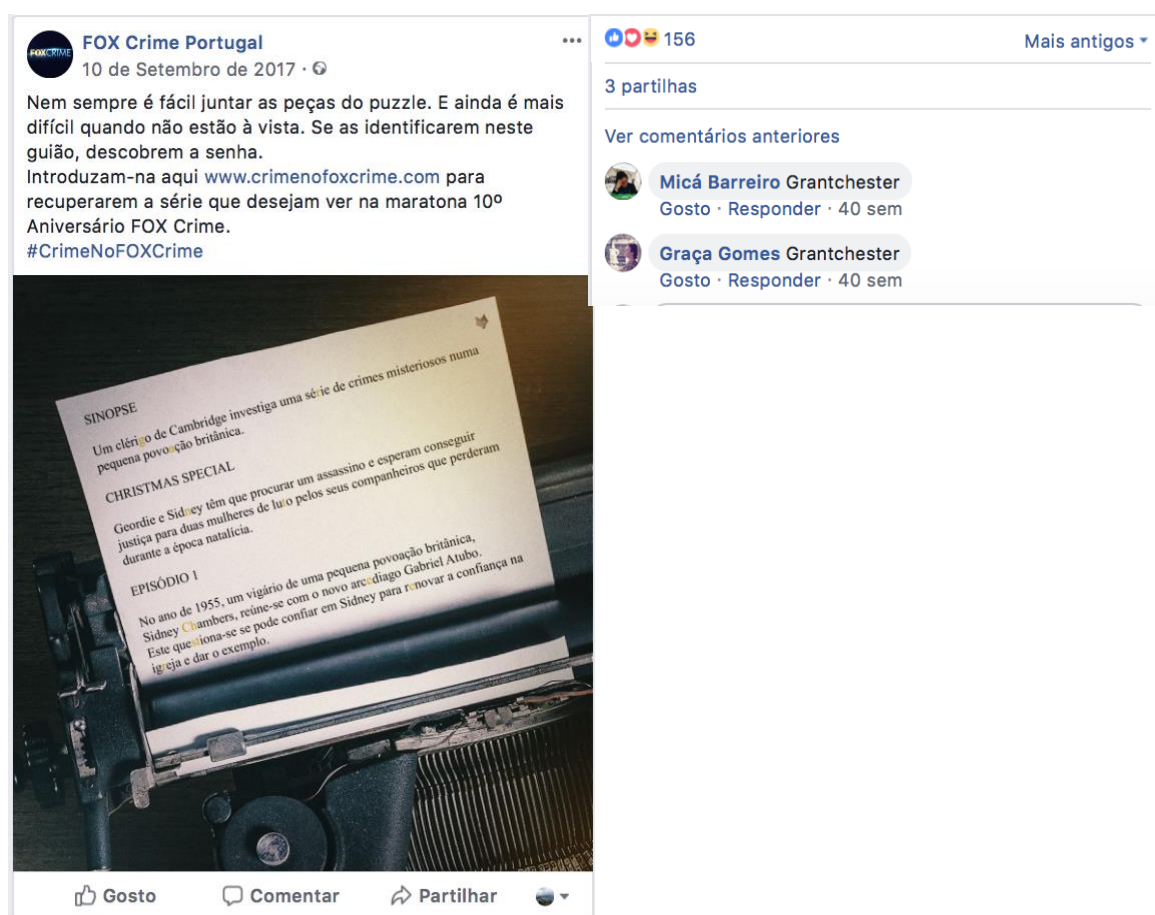 FOX Crime Portugal
10 de Setembro de 2017 ·
Nem sempre é fácil juntar as peças do puzzle. E ainda é mais
difícil quando não estão à vista. Se as identificarem neste
guião, descobrem a senha.
Introduzam-na aqui www.crimenofoxcrime.com para
recuperarem a série que desejam ver na maratona 10º
Aniversário FOX Crime.
#CrimeNoFOXCrime
FOXCRIME
SINOPSE
Um clérigo de Cambridge investiga uma série de crimes misteriosos numa
pequena povoação britânica.
CHRISTMAS SPECIAL
Geordie e Sidney têm que procurar um assassino e esperam conseguir
justiça para duas mulheres de luto pelos seus companheiros que perderam
durante a época natalícia.
EPISÓDIO 1
No ano de 1955, um vigário de uma pequena povoação britânica,
Sidney Chambers, reúne-se com o novo arcediago Gabriel Atubo.
Este questiona-se se pode confiar em Sidney para renovar a confiança na
igreja e dar o exemplo.
Gosto Comentar Partilhar
156 Mais antigos
3 partilhas
Ver comentários anteriores
Micá Barreiro Grantchester
Gosto · Responder · 40 sem
Graça Gomes Grantchester
Gosto · Responder · 40 sem